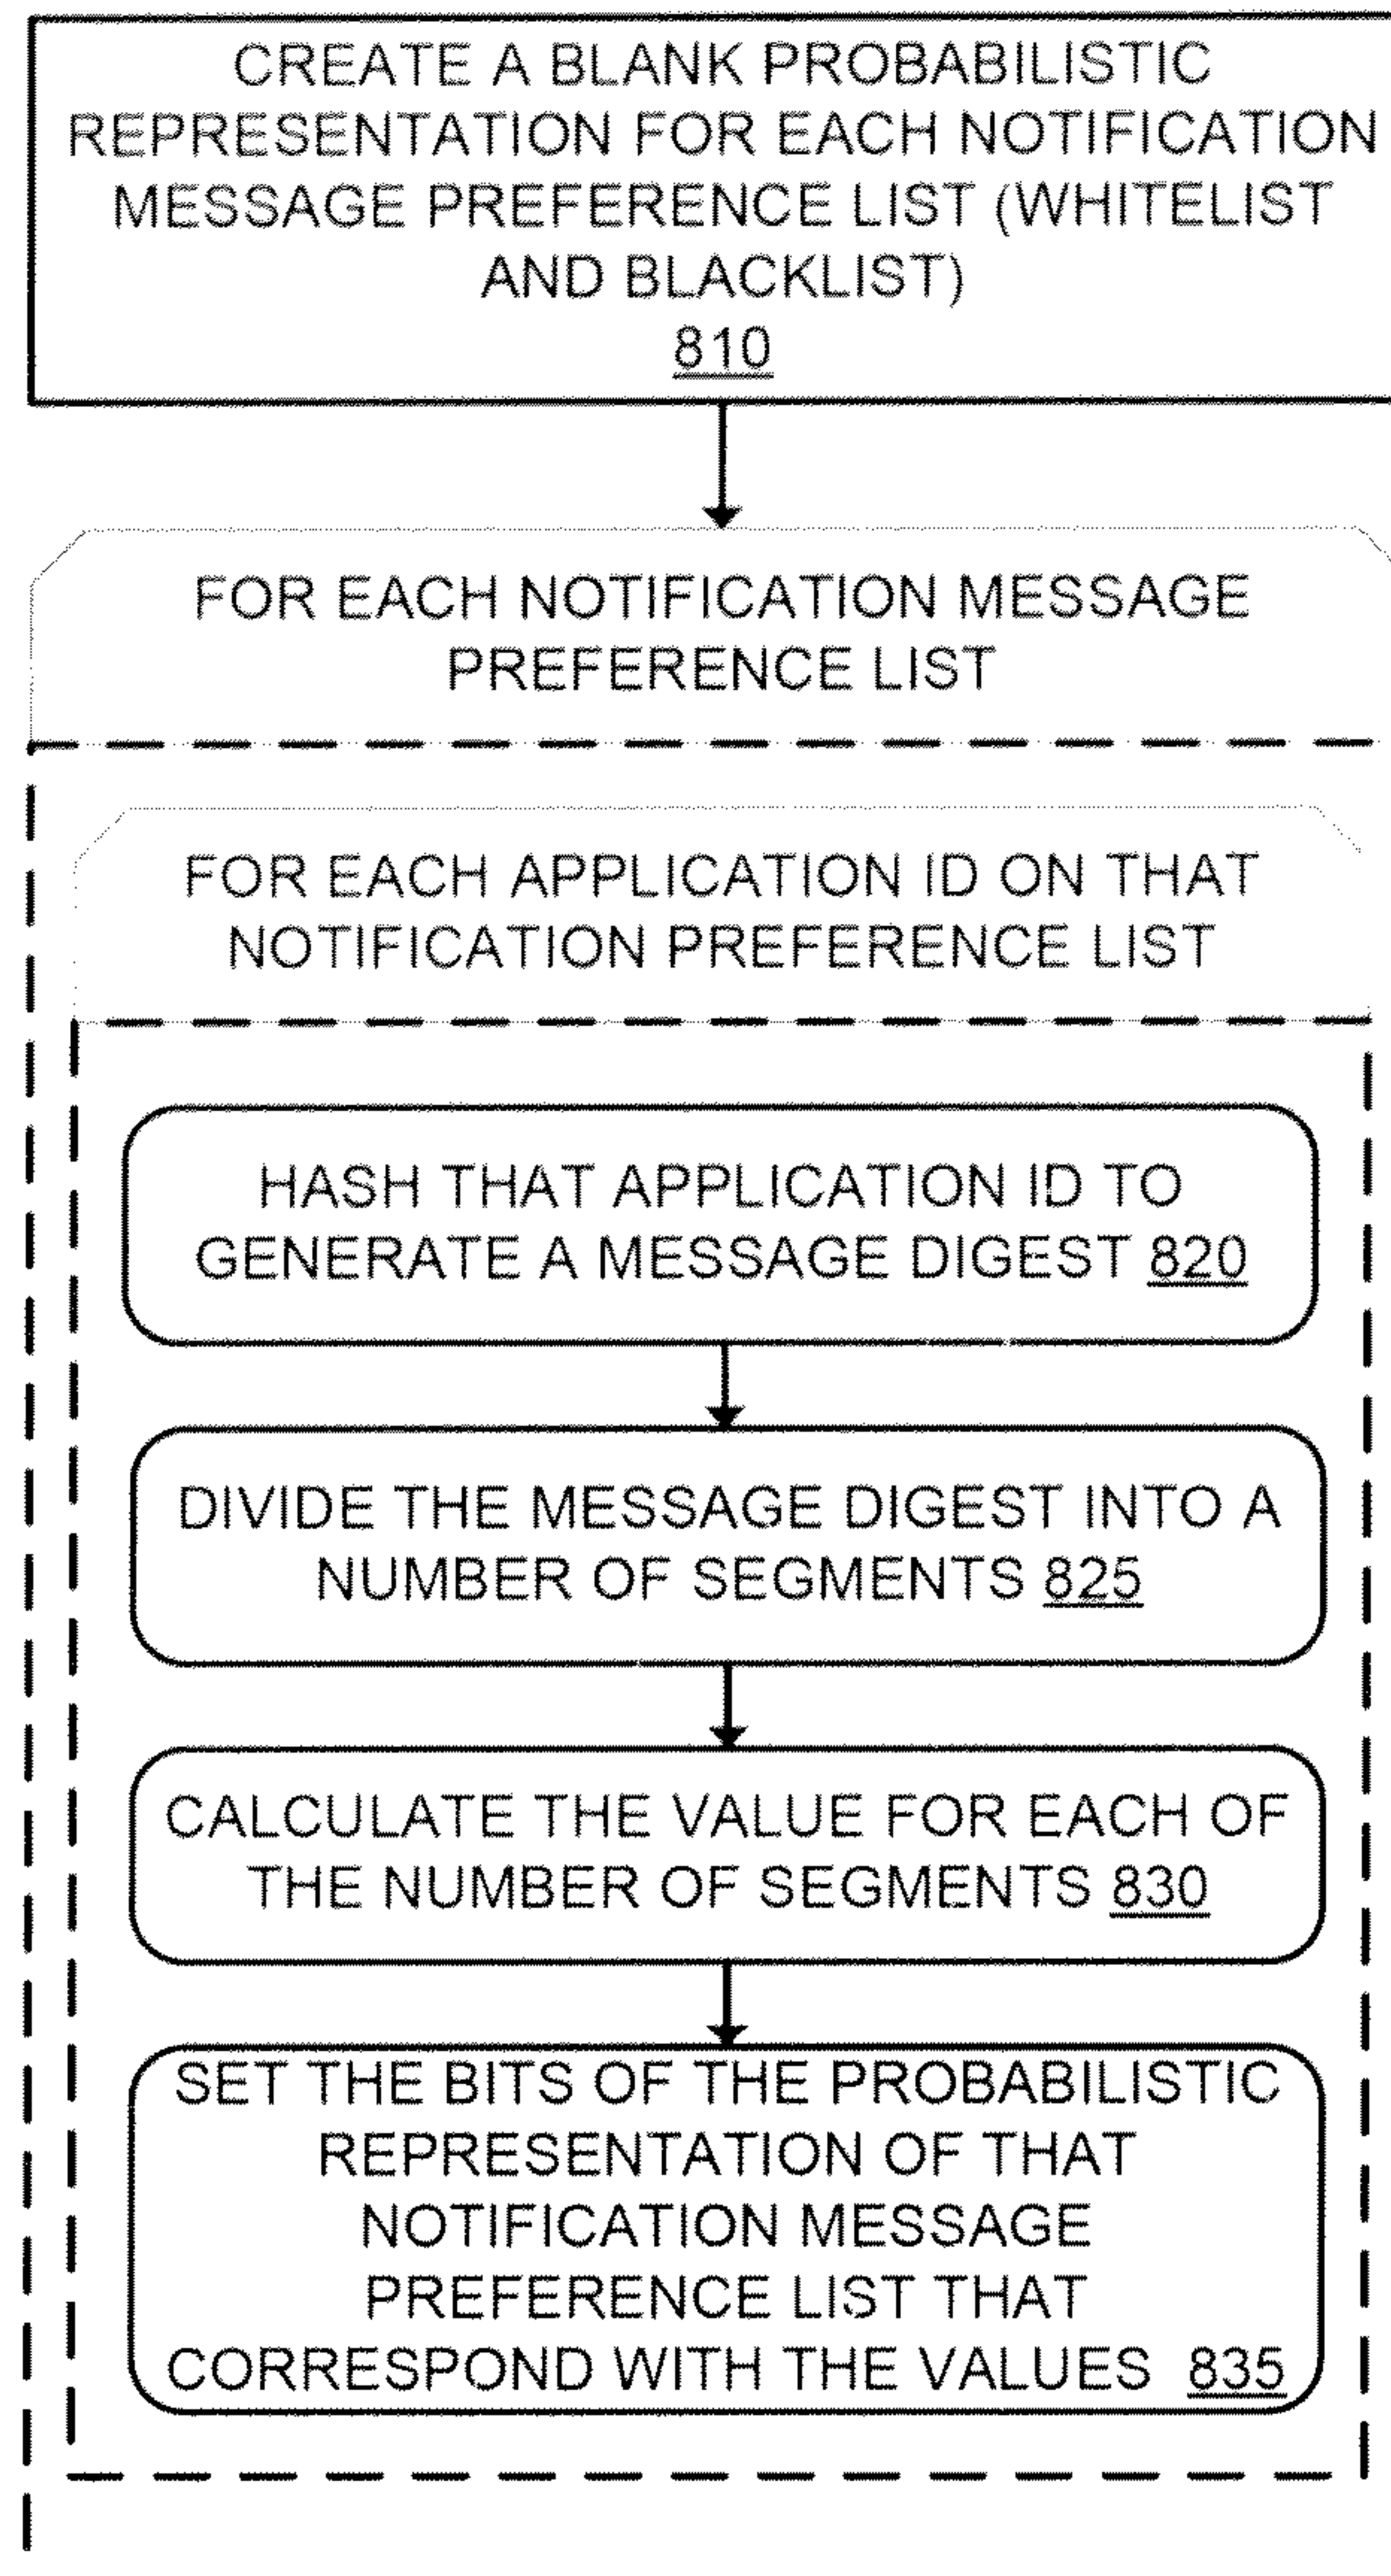 CREATE A BLANK PROBABILISTIC
REPRESENTATION FOR EACH NOTIFICATION
MESSAGE PREFERENCE LIST (WHITELIST
AND BLACKLIST)
810
FOR EACH NOTIFICATION MESSAGE
PREFERENCE LIST
FOR EACH APPLICATION ID ON THAT
NOTIFICATION PREFERENCE LIST
HASH THAT APPLICATION ID TO
GENERATE A MESSAGE DIGEST 820
DIVIDE THE MESSAGE DIGEST INTO A
NUMBER OF SEGMENTS 825
CALCULATE THE VALUE FOR EACH OF
THE NUMBER OF SEGMENTS 830
SET THE BITS OF THE PROBABILISTIC
REPRESENTATION OF THAT
NOTIFICATION MESSAGE
PREFERENCE LIST THAT
CORRESPOND WITH THE VALUES 835